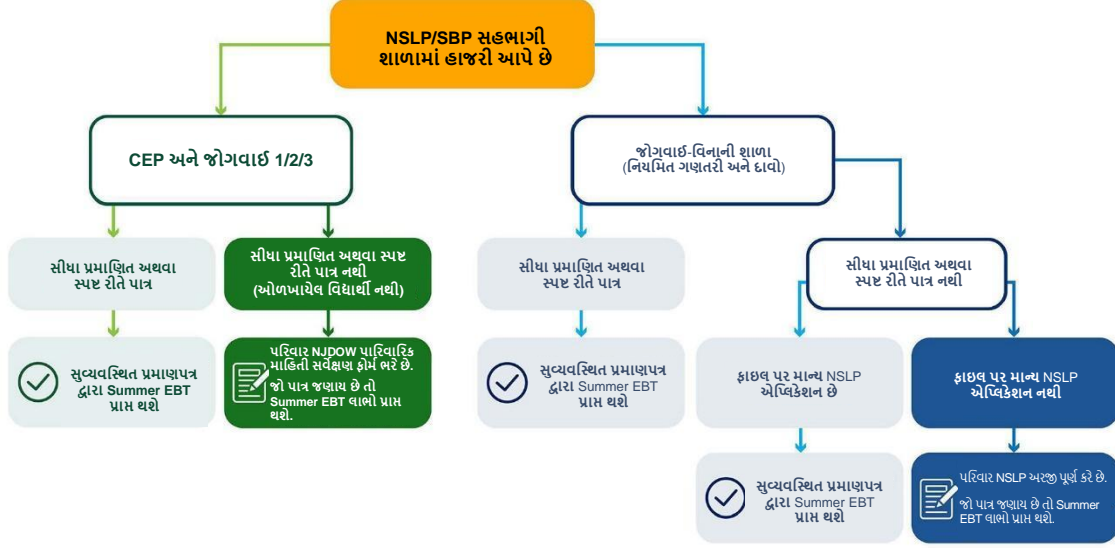 NSLP/SBP સહભાગી
શાળામાં હાજરી આપે છે
CEP અને જોગવાઈ 1/2/3
જોગવાઈ-વિનાની શાળા
(નિયમિત ગણતરી અને દાવો)
સીધા પ્રમાણિત અથવા
સ્પષ્ટ રીતે પાત્ર
સીધા પ્રમાણિત અથવા સ્પષ્ટ
રીતે પાત્ર નથી
(ઓળખાયેલ વિદ્યાર્થી નથી)
સીધા પ્રમાણિત અથવા
સ્પષ્ટ રીતે પાત્ર
સીધા પ્રમાણિત અથવા
સ્પષ્ટ રીતે પાત્ર નથી
સુવ્યવસ્થિત પ્રમાણપત્ર
દ્વારા Summer EBT
પ્રાપ્ત થશે
પરિવાર NJDOW પારિવારિક
માહિતી સર્વેક્ષણ ફોર્મ ભરે છે.
જો પાત્ર જણાય છે તો
Summer EBT લાભો પ્રાપ્ત
થશે.
સુવ્યવસ્થિત પ્રમાણપત્ર
દ્વારા Summer EBT
પ્રાપ્ત થશે
ફાઇલ પર માન્ય NSLP
એપ્લિકેશન છે
ફાઇલ પર માન્ય NSLP
એપ્લિકેશન નથી
સુવ્યવસ્થિત પ્રમાણપત્ર
દ્વારા Summer EBT
પ્રાપ્ત થશે
પરિવાર NSLP અરજી પૂર્ણ કરે છે.
જો પાત્ર જણાય છે તો Summer
EBT લાભો પ્રાપ્ત થશે.